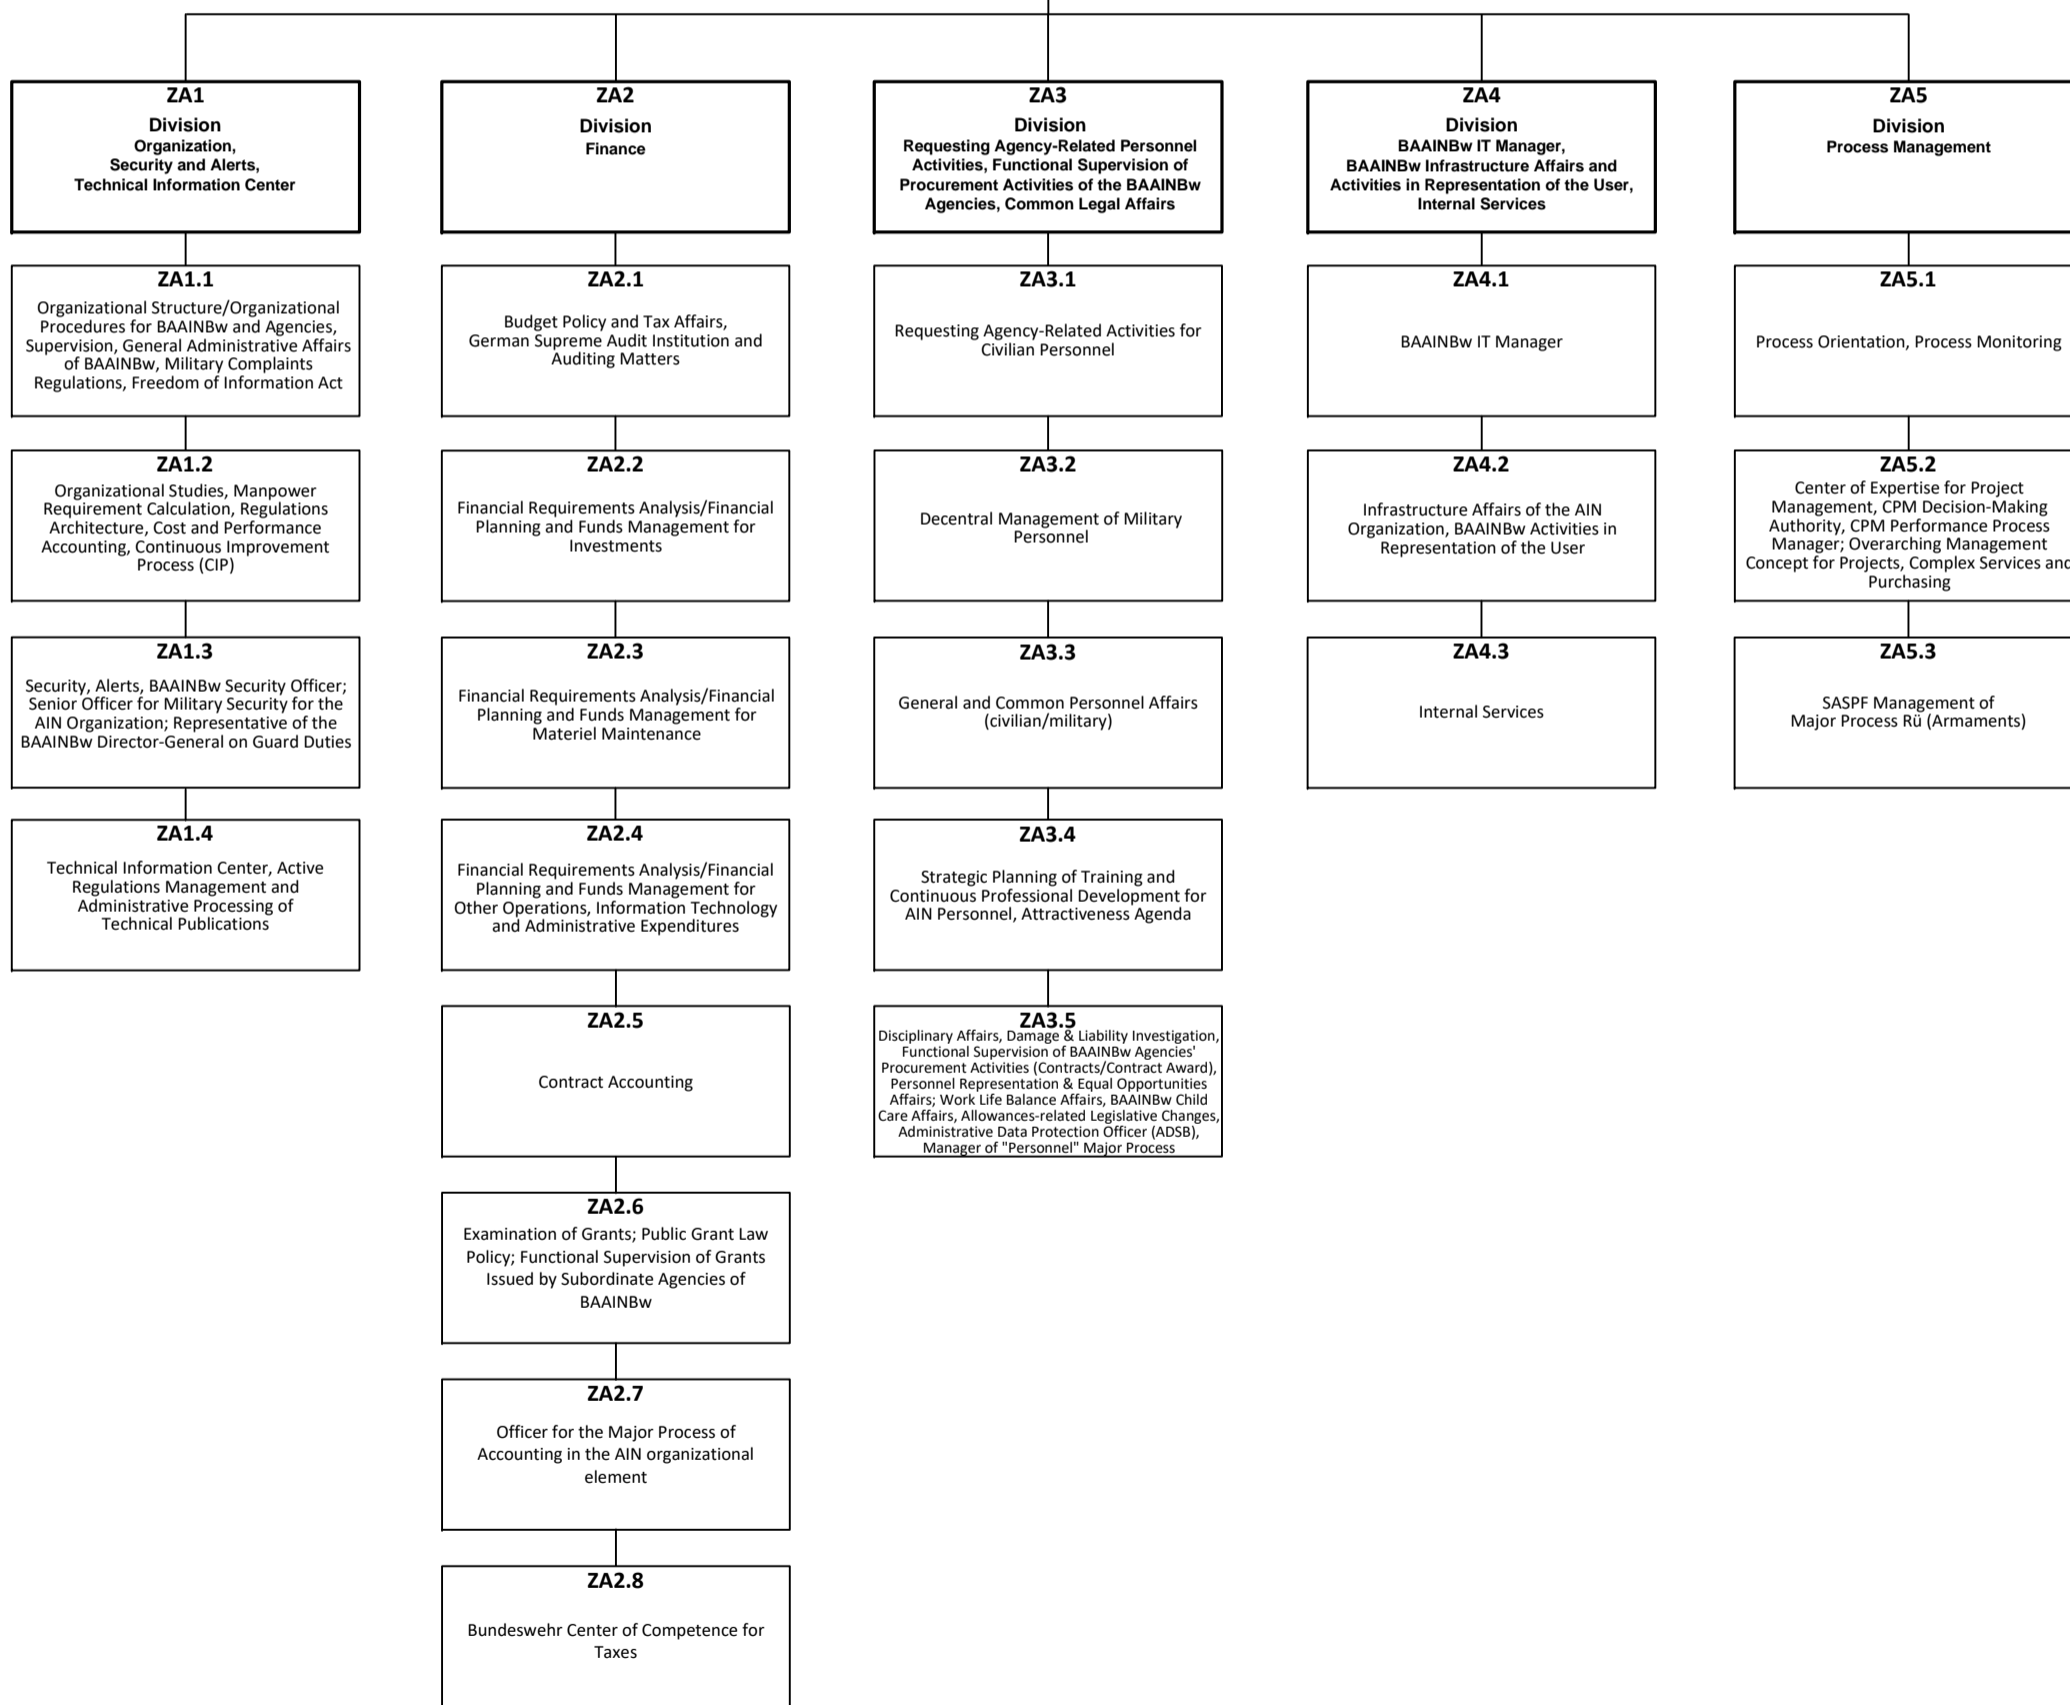 ZA1
Division
Organization,
Security and Alerts,
Technical Information Center
ZA1.1
Organizational Structure/Organizational
Procedures for BAAINBw and Agencies,
Supervision, General Administrative Affairs
of BAAINBw, Military Complaints
Regulations, Freedom of Information Act
ZA1.2
Organizational Studies, Manpower
Requirement Calculation, Regulations
Architecture, Cost and Performance
Accounting, Continuous Improvement
Process (CIP)
ZA1.3
Security, Alerts, BAAINBw Security Officer;
Senior Officer for Military Security for the
AIN Organization; Representative of the
BAAINBw Director-General on Guard Duties
ZA1.4
Technical Information Center, Active
Regulations Management and
Administrative Processing of
Technical Publications
ZA2
Division
Finance
ZA2.1
Budget Policy and Tax Affairs,
German Supreme Audit Institution and
Auditing Matters
ZA2.2
Financial Requirements Analysis/Financial
Planning and Funds Management for
Investments
ZA2.3
Financial Requirements Analysis/Financial
Planning and Funds Management for
Materiel Maintenance
ZA2.4
Financial Requirements Analysis/Financial
Planning and Funds Management for
Other Operations, Information Technology
and Administrative Expenditures
ZA2.5
Contract Accounting
ZA2.6
Examination of Grants; Public Grant Law
Policy; Functional Supervision of Grants
Issued by Subordinate Agencies of
BAAINBw
ZA2.7
Officer for the Major Process of
Accounting in the AIN organizational
element
ZA2.8
Bundeswehr Center of Competence for
Taxes
ZA3
Division
Requesting Agency-Related Personnel
Activities, Functional Supervision of
Procurement Activities of the BAAINBw
Agencies, Common Legal Affairs
ZA3.1
Requesting Agency-Related Activities for
Civilian Personnel
ZA3.2
Decentral Management of Military
Personnel
ZA3.3
General and Common Personnel Affairs
(civilian/military)
ZA3.4
Strategic Planning of Training and
Continuous Professional Development for
AIN Personnel, Attractiveness Agenda
ZA3.5
Disciplinary Affairs, Damage & Liability Investigation,
Functional Supervision of BAAINBw Agencies'
Procurement Activities (Contracts/Contract Award),
Personnel Representation & Equal Opportunities
Affairs; Work Life Balance Affairs, BAAINBw Child
Care Affairs, Allowances-related Legislative Changes,
Administrative Data Protection Officer (ADSB),
Manager of "Personnel" Major Process
ZA4
Division
BAAINBw IT Manager,
BAAINBw Infrastructure Affairs and
Activities in Representation of the User,
Internal Services
ZA4.1
BAAINBw IT Manager
ZA4.2
Infrastructure Affairs of the AIN
Organization, BAAINBw Activities in
Representation of the User
ZA4.3
Internal Services
ZA5
Division
Process Management
ZA5.1
Process Orientation, Process Monitoring
ZA5.2
Center of Expertise for Project
Management, CPM Decision-Making
Authority, CPM Performance Process
Manager; Overarching Management
Concept for Projects, Complex Services and
Purchasing
ZA5.3
SASPF Management of
Major Process Rü (Armaments)